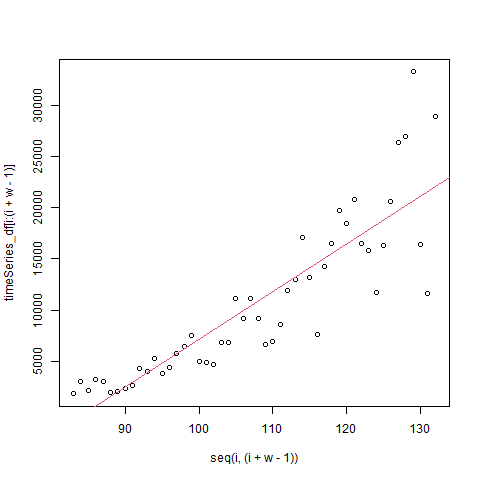 30000
25000
20000
15000
10000
5000
timeSeries_df[i:(i + w - 1)]
90 100 110 120 130
seq(i, (i + w - 1))